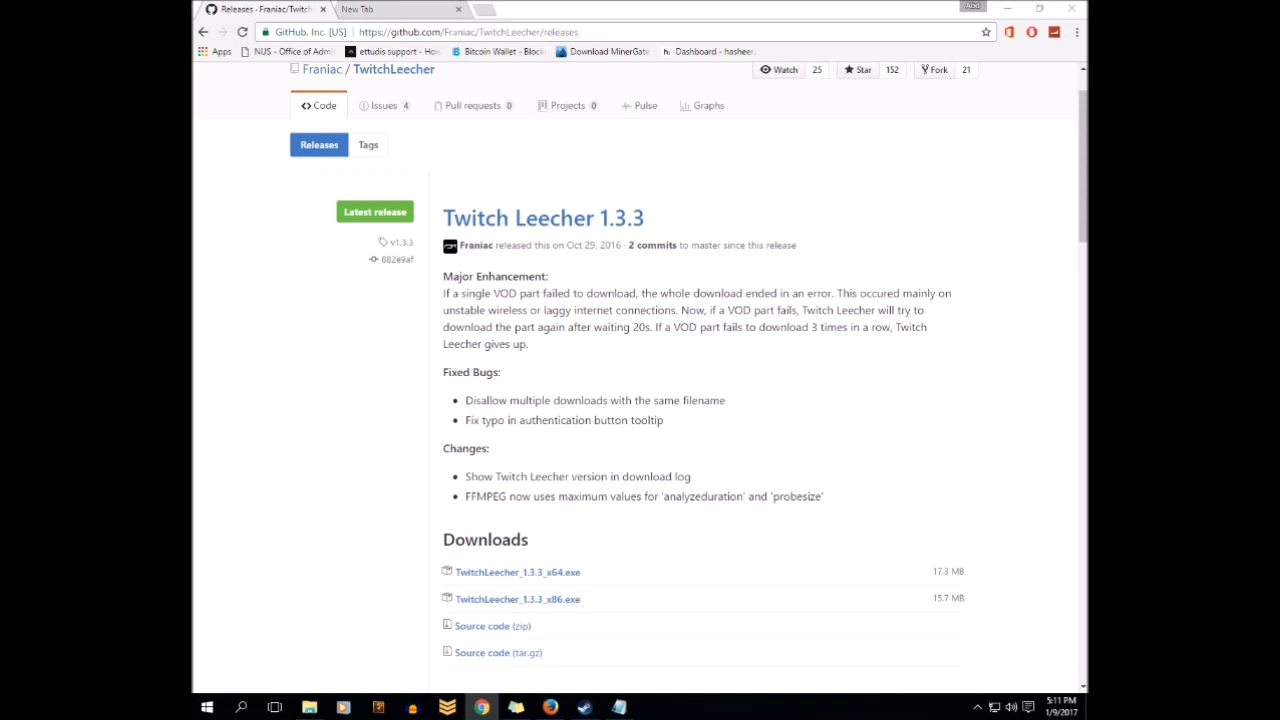 Releases · Franiac/Twitch
New Tab
Abd
GitHub, Inc. [US] | https://github.com/Franiac/TwitchLeecher/releases
Apps
NUS - Office of Admi
ettudis support - Hov
Bitcoin Wallet - Block
Download MinerGate
h: Dashboard - hasheer
Franiac / TwitchLeecher
Watch 25
Star 152
Fork 21
Code
Issues 4
Pull requests 0
Projects 0
Pulse
Graphs
Releases
Tags
Latest release
v1.3.3
882e9af
Twitch Leecher 1.3.3
Franiac released this on Oct 29, 2016 · 2 commits to master since this release
Major Enhancement:
If a single VOD part failed to download, the whole download ended in an error. This occured mainly on
unstable wireless or laggy internet connections. Now, if a VOD part fails, Twitch Leecher will try to
download the part again after waiting 20s. If a VOD part fails to download 3 times in a row, Twitch
Leecher gives up.
Fixed Bugs:
Disallow multiple downloads with the same filename
Fix typo in authentication button tooltip
Changes:
Show Twitch Leecher version in download log
FFMPEG now uses maximum values for 'analyzeduration' and 'probesize'
Downloads
TwitchLeecher_1.3.3_x64.exe 17.3 MB
TwitchLeecher_1.3.3_x86.exe 15.7 MB
Source code (zip)
Source code (tar.gz)
5:11 PM
1/9/2017